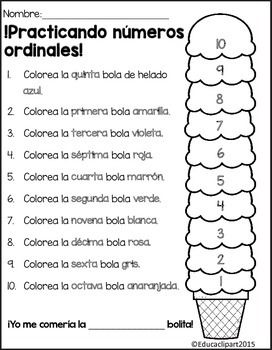 Nombre:
!Practicando números
ordinales!
1. Colorea la quinta bola de helado
azul.
2. Colorea la primera bola amarilla.
3. Colorea la tercera bola violeta.
4. Colorea la séptima bola roja.
5. Colorea la cuarta bola marrón.
6. Colorea la segunda bola verde.
7. Colorea la novena bola blanca.
8. Colorea la décima bola rosa.
9. Colorea la sexta bola gris.
10. Colorea la octava bola anaranjada.
¡Yo me comería la ______________ bolita!
10
9
8
7
6
5
4
3
2
1
©Educaclipart2015